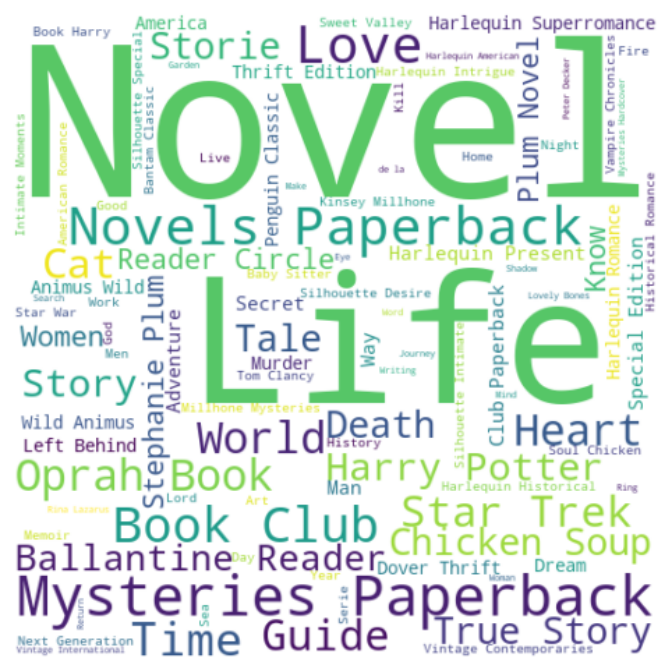 Book Harry
America
Sweet Valley
Harlequin Superromance
Storie
Love
Harlequin American
Fire
Garden
Thrift Edition
Harlequin Intrigue
Novel
Silhouette Special
Bantam Classic
Penguin Classic
Kill
Plum Novel
Peter Decker
Vampire Chronicles
Mysteries Hardcover
Intimate Moments
American Romance
Live
Home
Night
de la
Make
Good
Kinsey Millhone
Historical Romance
Novels Paperback
Know
Harlequin Romance
Cat
Reader Circle
Eye
Harlequin Present
Baby Sitter
Shadow
Animus Wild
Silhouette Desire
Lovely Bones
Special Edition
Search
Work
Secret
Star War
Word
Life
Women
God
Stephanie Plum
Adventure
Tale
Way
Silhouette Intimate
Club Paperback
Men
Murder
Journey
Tom Clancy
Writing
Mind
Story
Millhone Mysteries
Wild Animus
World
Death
Heart
Left Behind
History
Soul Chicken
Oprah Book
Harry Potter
Man
Harlequin Historical
Ring
Lord
Art
Rina Lazarus
Star Trek
Memoir
Book Club
Chicken Soup
Ballantine Reader
Day
Dover Thrift
Dream
Year
Woman
Mysteries Paperback
Return
Sea
Serie
Next Generation
Time
Guide
True Story
Vintage International
Vintage Contemporaries